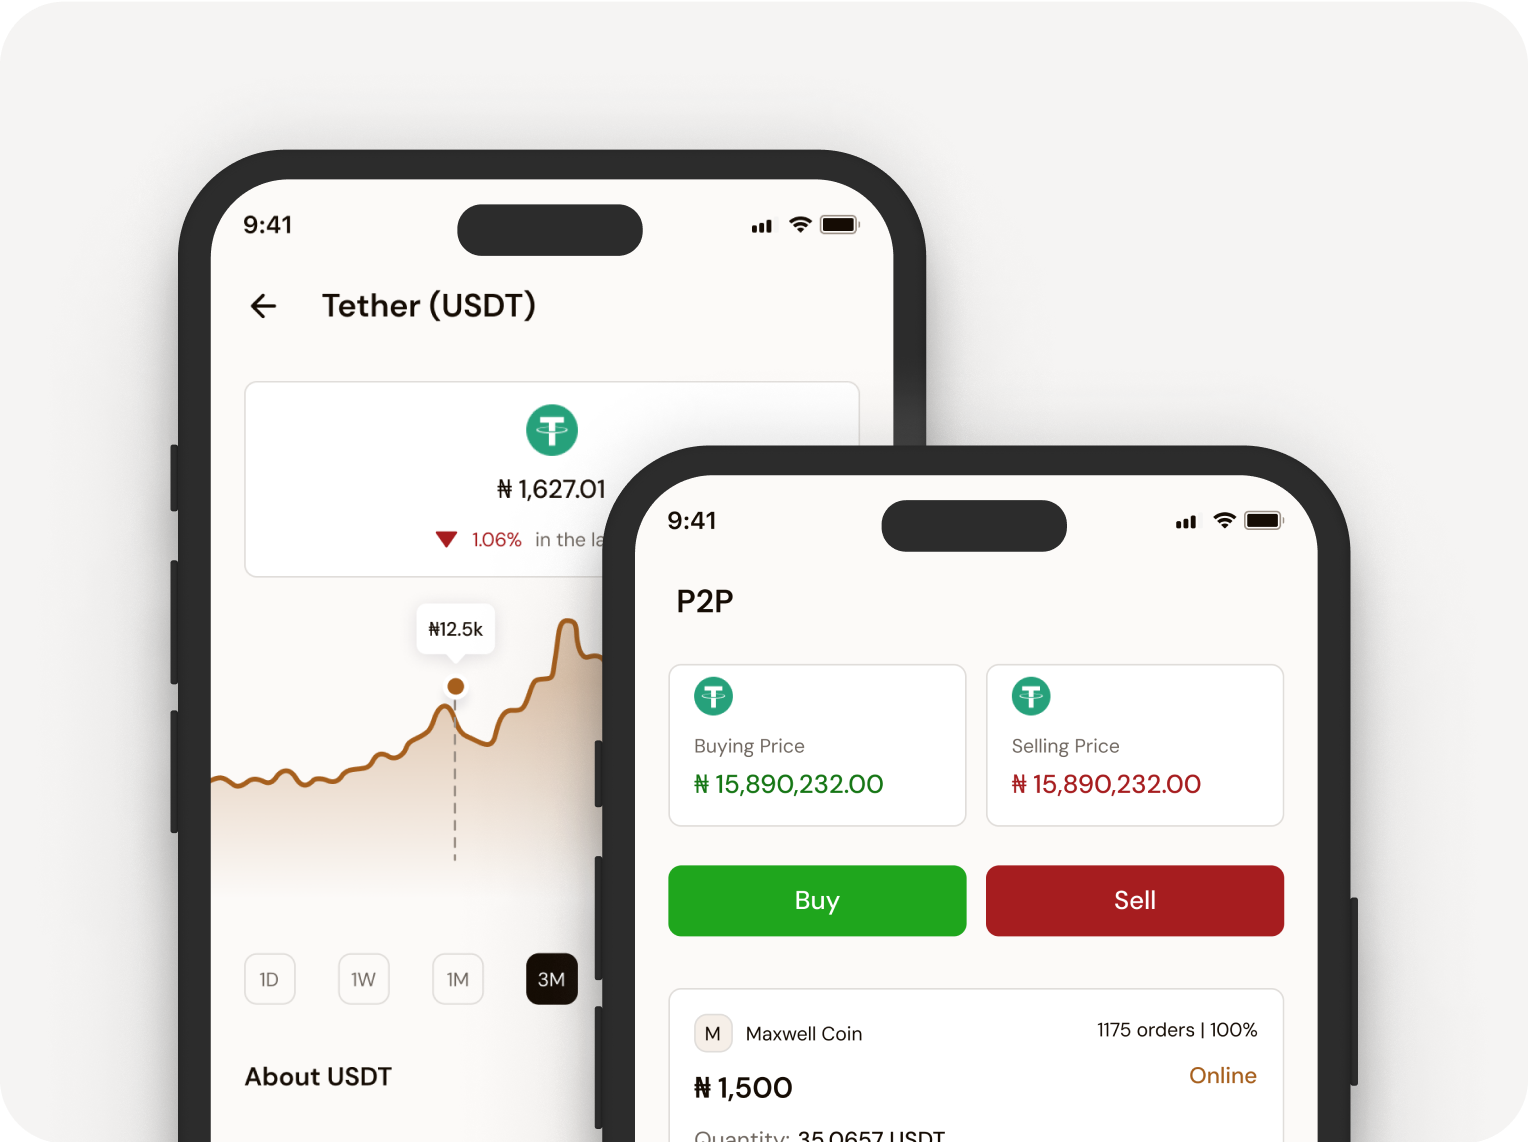 9:41
Tether (USDT)
₦ 1,627.01
1.06% in the
₦12.5k
1D 1W 1M 3M
About USDT
9:41
P2P
Buying Price
₦ 15,890,232.00
Selling Price
₦ 15,890,232.00
Buy
Sell
M Maxwell Coin
1175 orders | 100%
₦ 1,500
Online
Quantity: 35.0657 USDT